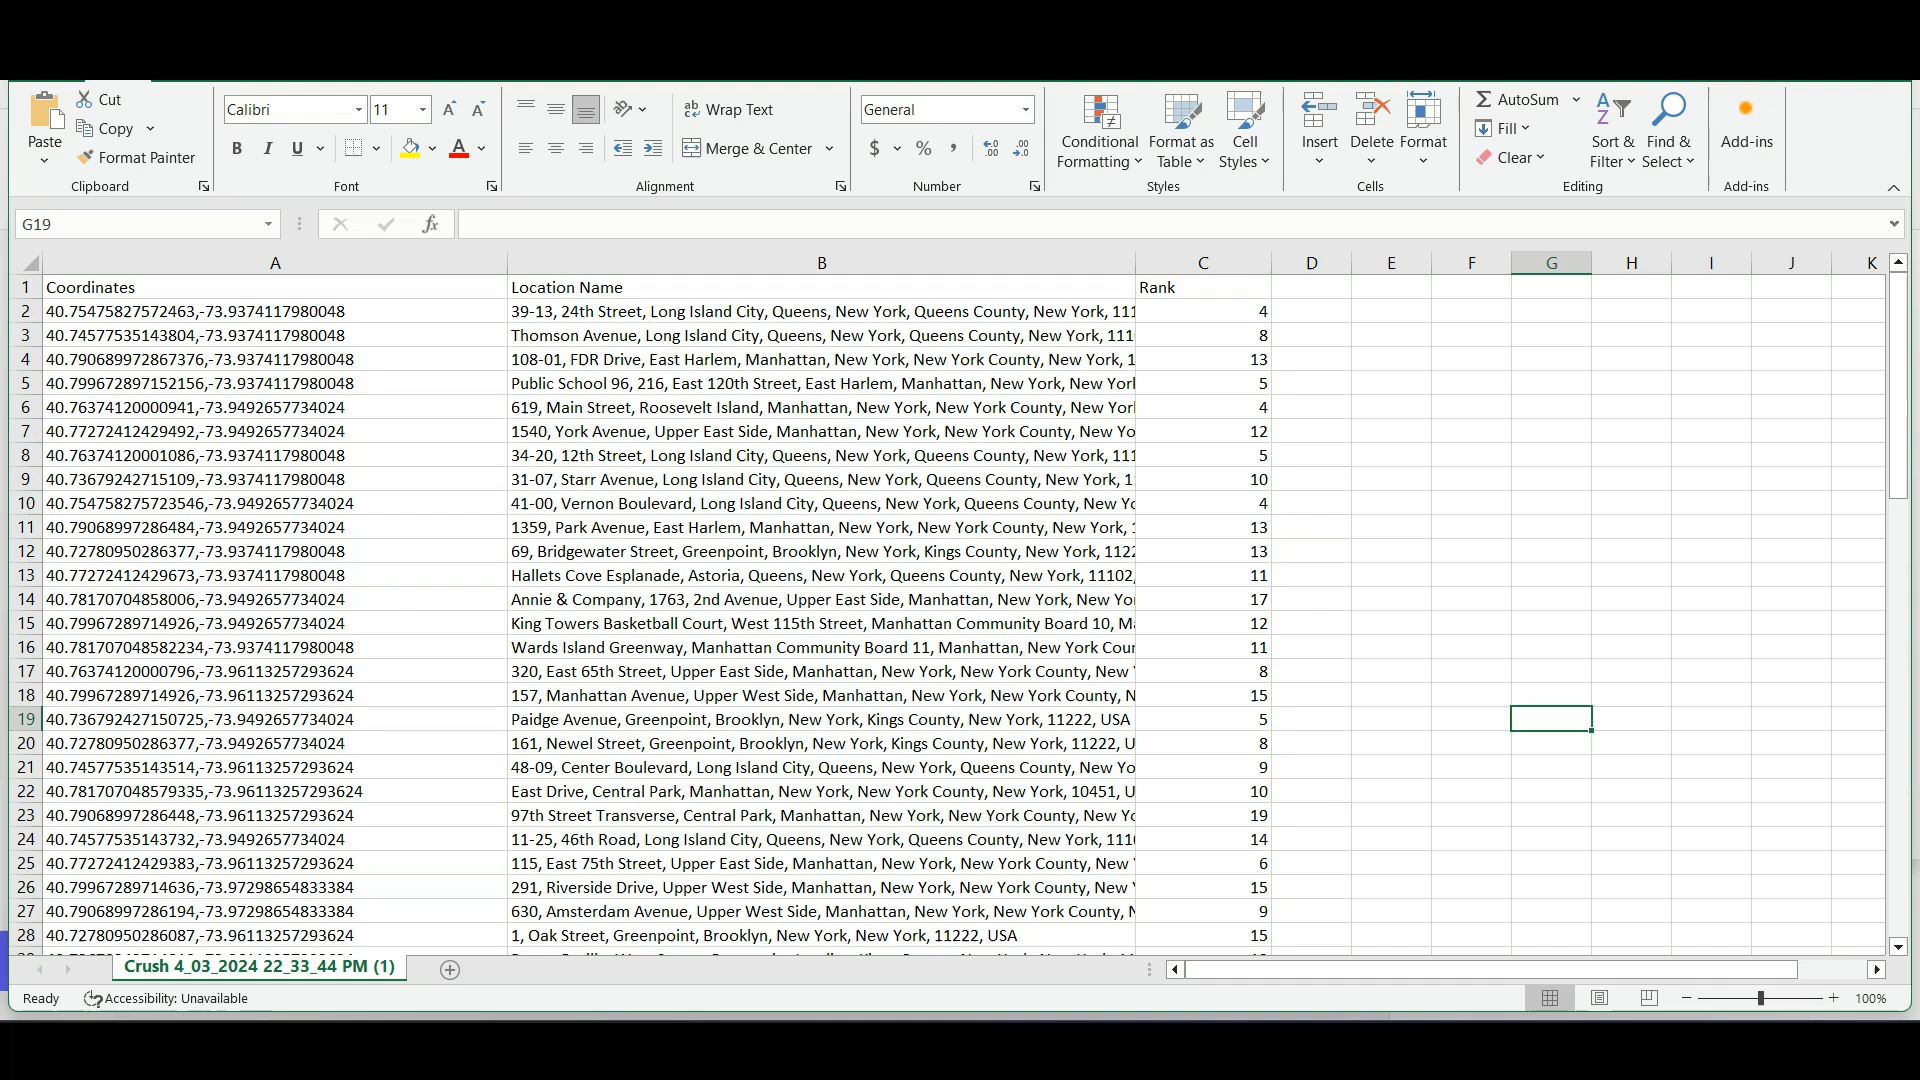 Paste
Cut
Copy
Format Painter
Clipboard
Calibri
11
A
A
B
I
U
A
Font
ab
Wrap Text
Merge & Center
Alignment
General
$
%
Number
Conditional Formatting
Format as Table
Cell Styles
Styles
Insert
Delete
Format
Cells
AutoSum
Fill
Clear
Sort & Filter
Find & Select
Editing
Add-ins
Add-ins
G19
fx
A B C D E F G H I J K
1 Coordinates Location Name Rank
2 40.75475827572463,-73.9374117980048 39-13, 24th Street, Long Island City, Queens, New York, Queens County, New York, 111 4
3 40.74577535143804,-73.9374117980048 Thomson Avenue, Long Island City, Queens, New York, Queens County, New York, 111 8
4 40.790689972867376,-73.9374117980048 108-01, FDR Drive, East Harlem, Manhattan, New York, New York County, New York, 1 13
5 40.799672897152156,-73.9374117980048 Public School 96, 216, East 120th Street, East Harlem, Manhattan, New York, New York 5
6 40.76374120000941,-73.9492657734024 619, Main Street, Roosevelt Island, Manhattan, New York, New York County, New York 4
7 40.77272412429492,-73.9492657734024 1540, York Avenue, Upper East Side, Manhattan, New York, New York County, New Yo 12
8 40.76374120001086,-73.9374117980048 34-20, 12th Street, Long Island City, Queens, New York, Queens County, New York, 111 5
9 40.73679242715109,-73.9374117980048 31-07, Starr Avenue, Long Island City, Queens, New York, Queens County, New York, 1 10
10 40.754758275723546,-73.9492657734024 41-00, Vernon Boulevard, Long Island City, Queens, New York, Queens County, New Yo 4
11 40.79068997286484,-73.9492657734024 1359, Park Avenue, East Harlem, Manhattan, New York, New York County, New York, 1 13
12 40.72780950286377,-73.9374117980048 69, Bridgewater Street, Greenpoint, Brooklyn, New York, Kings County, New York, 1122 13
13 40.77272412429673,-73.9374117980048 Hallets Cove Esplanade, Astoria, Queens, New York, Queens County, New York, 11102, 11
14 40.78170704858006,-73.9492657734024 Annie & Company, 1763, 2nd Avenue, Upper East Side, Manhattan, New York, New Yo 17
15 40.79967289714926,-73.9492657734024 King Towers Basketball Court, West 115th Street, Manhattan Community Board 10, Ma 12
16 40.781707048582234,-73.9374117980048 Wards Island Greenway, Manhattan Community Board 11, Manhattan, New York Cour 11
17 40.76374120000796,-73.96113257293624 320, East 65th Street, Upper East Side, Manhattan, New York, New York County, New 8
18 40.79967289714926,-73.96113257293624 157, Manhattan Avenue, Upper West Side, Manhattan, New York, New York County, N 15
19 40.736792427150725,-73.9492657734024 Paidge Avenue, Greenpoint, Brooklyn, New York, Kings County, New York, 11222, USA 5
20 40.72780950286377,-73.9492657734024 161, Newel Street, Greenpoint, Brooklyn, New York, Kings County, New York, 11222, U 8
21 40.74577535143514,-73.96113257293624 48-09, Center Boulevard, Long Island City, Queens, New York, Queens County, New Yo 9
22 40.781707048579335,-73.96113257293624 East Drive, Central Park, Manhattan, New York, New York County, New York, 10451, U 10
23 40.79068997286448,-73.96113257293624 97th Street Transverse, Central Park, Manhattan, New York, New York County, New Yo 19
24 40.74577535143732,-73.9492657734024 11-25, 46th Road, Long Island City, Queens, New York, Queens County, New York, 111 14
25 40.77272412429383,-73.96113257293624 115, East 75th Street, Upper East Side, Manhattan, New York, New York County, New 6
26 40.79967289714636,-73.97298654833384 291, Riverside Drive, Upper West Side, Manhattan, New York, New York County, New 15
27 40.79068997286194,-73.97298654833384 630, Amsterdam Avenue, Upper West Side, Manhattan, New York, New York County, N 9
28 40.72780950286087,-73.96113257293624 1, Oak Street, Greenpoint, Brooklyn, New York, New York, 11222, USA 15
Crush 4_03_2024 22_33_44 PM (1)
Ready
Accessibility: Unavailable
100%